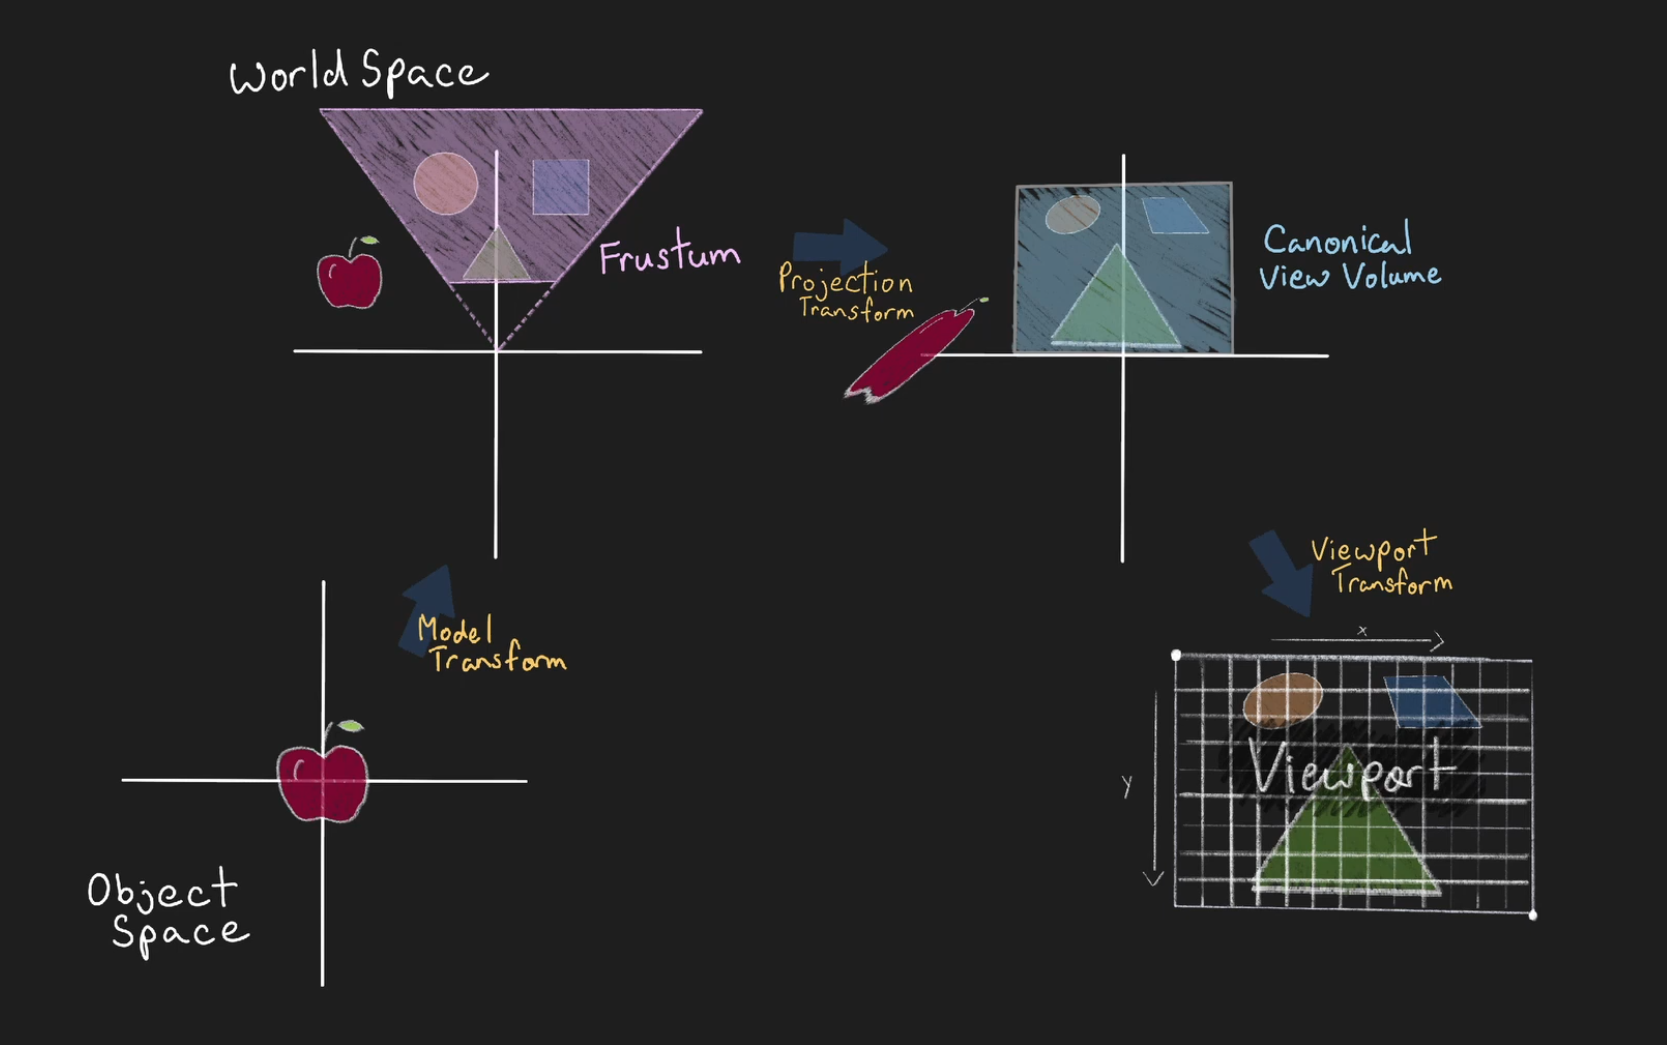 World Space
Frustum
Projection
Transform
Canonical
View Volume
Model
Transform
Object
Space
Viewport
Transform
x
y
Viewport